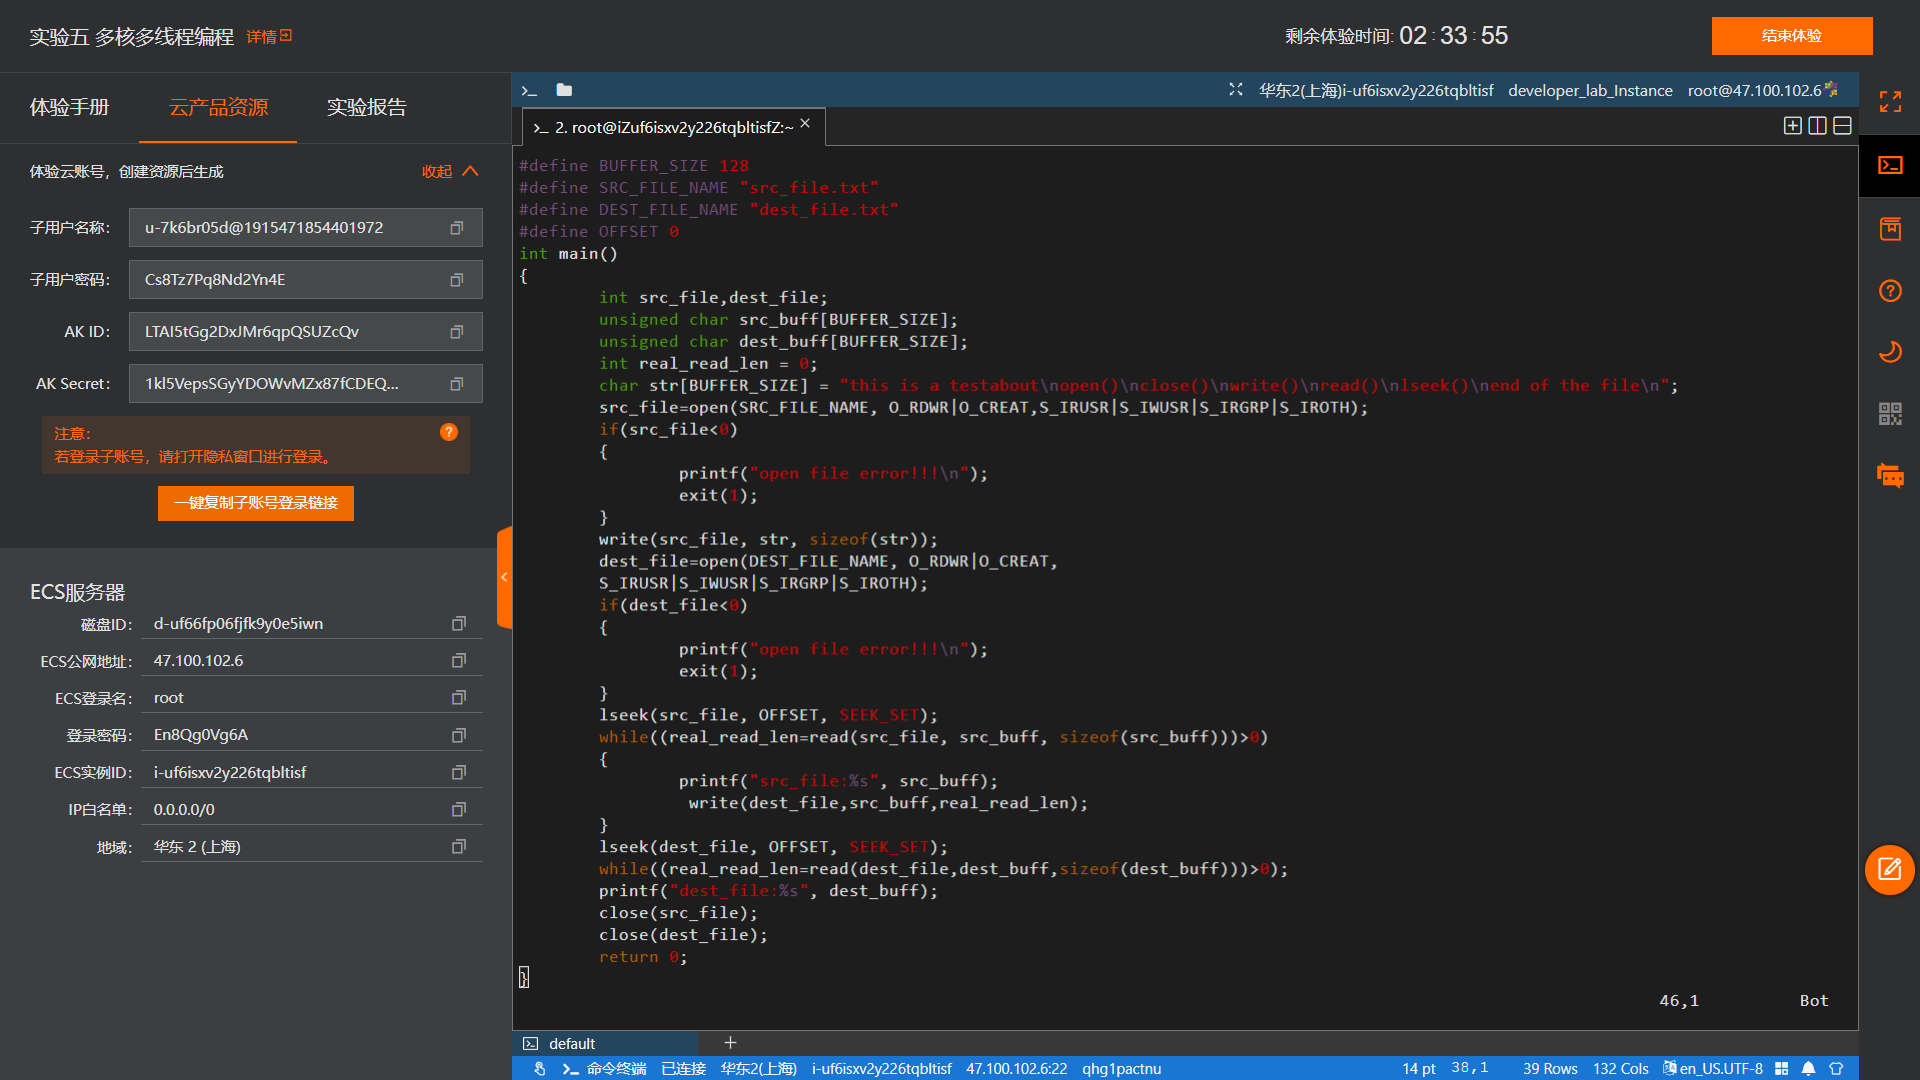 实验五 多核多线程编程 详情
剩余体验时间: 02 : 33 : 55
结束体验
体验手册 云产品资源 实验报告
体验云账号，创建资源后生成 收起
子用户名称: u-7k6br05d@1915471854401972
子用户密码: Cs8Tz7Pq8Nd2Yn4E
AK ID: LTAI5tGg2DxJMr6qpQSUZcQv
AK Secret: 1kl5VepsSGyYDOWvMZx87fCDEQ...
注意:
若登录子账号，请打开隐私窗口进行登录。
一键复制子账号登录链接
ECS服务器
磁盘ID: d-uf66fp06fjfk9y0e5iwn
ECS公网地址: 47.100.102.6
ECS登录名: root
登录密码: En8Qg0Vg6A
ECS实例ID: i-uf6isxv2y226tqbltisf
IP白名单: 0.0.0.0/0
地域: 华东 2 (上海)
华东2(上海)i-uf6isxv2y226tqbltisf developer_lab_Instance root@47.100.102.6
2. root@iZuf6isxv2y226tqbltisfZ:~
#define BUFFER_SIZE 128
#define SRC_FILE_NAME "src_file.txt"
#define DEST_FILE_NAME "dest_file.txt"
#define OFFSET 0
int main()
{
int src_file,dest_file;
unsigned char src_buff[BUFFER_SIZE];
unsigned char dest_buff[BUFFER_SIZE];
int real_read_len = 0;
char str[BUFFER_SIZE] = "this is a testabout\nopen()\nclose()\nwrite()\nread()\nlseek()\nend of the file\n";
src_file=open(SRC_FILE_NAME, O_RDWR|O_CREAT,S_IRUSR|S_IWUSR|S_IRGRP|S_IROTH);
if(src_file<0)
{
printf("open file error!!!\n");
exit(1);
}
write(src_file, str, sizeof(str));
dest_file=open(DEST_FILE_NAME, O_RDWR|O_CREAT,
S_IRUSR|S_IWUSR|S_IRGRP|S_IROTH);
if(dest_file<0)
{
printf("open file error!!!\n");
exit(1);
}
lseek(src_file, OFFSET, SEEK_SET);
while((real_read_len=read(src_file, src_buff, sizeof(src_buff)))>0)
{
printf("src_file:%s", src_buff);
write(dest_file,src_buff,real_read_len);
}
lseek(dest_file, OFFSET, SEEK_SET);
while((real_read_len=read(dest_file,dest_buff,sizeof(dest_buff)))>0);
printf("dest_file:%s", dest_buff);
close(src_file);
close(dest_file);
return 0;
}
46,1 Bot
default
命令终端 已连接 华东2(上海) i-uf6isxv2y226tqbltisf 47.100.102.6:22 qhg1pactnu 14 pt 38,1 39 Rows 132 Cols en_US.UTF-8